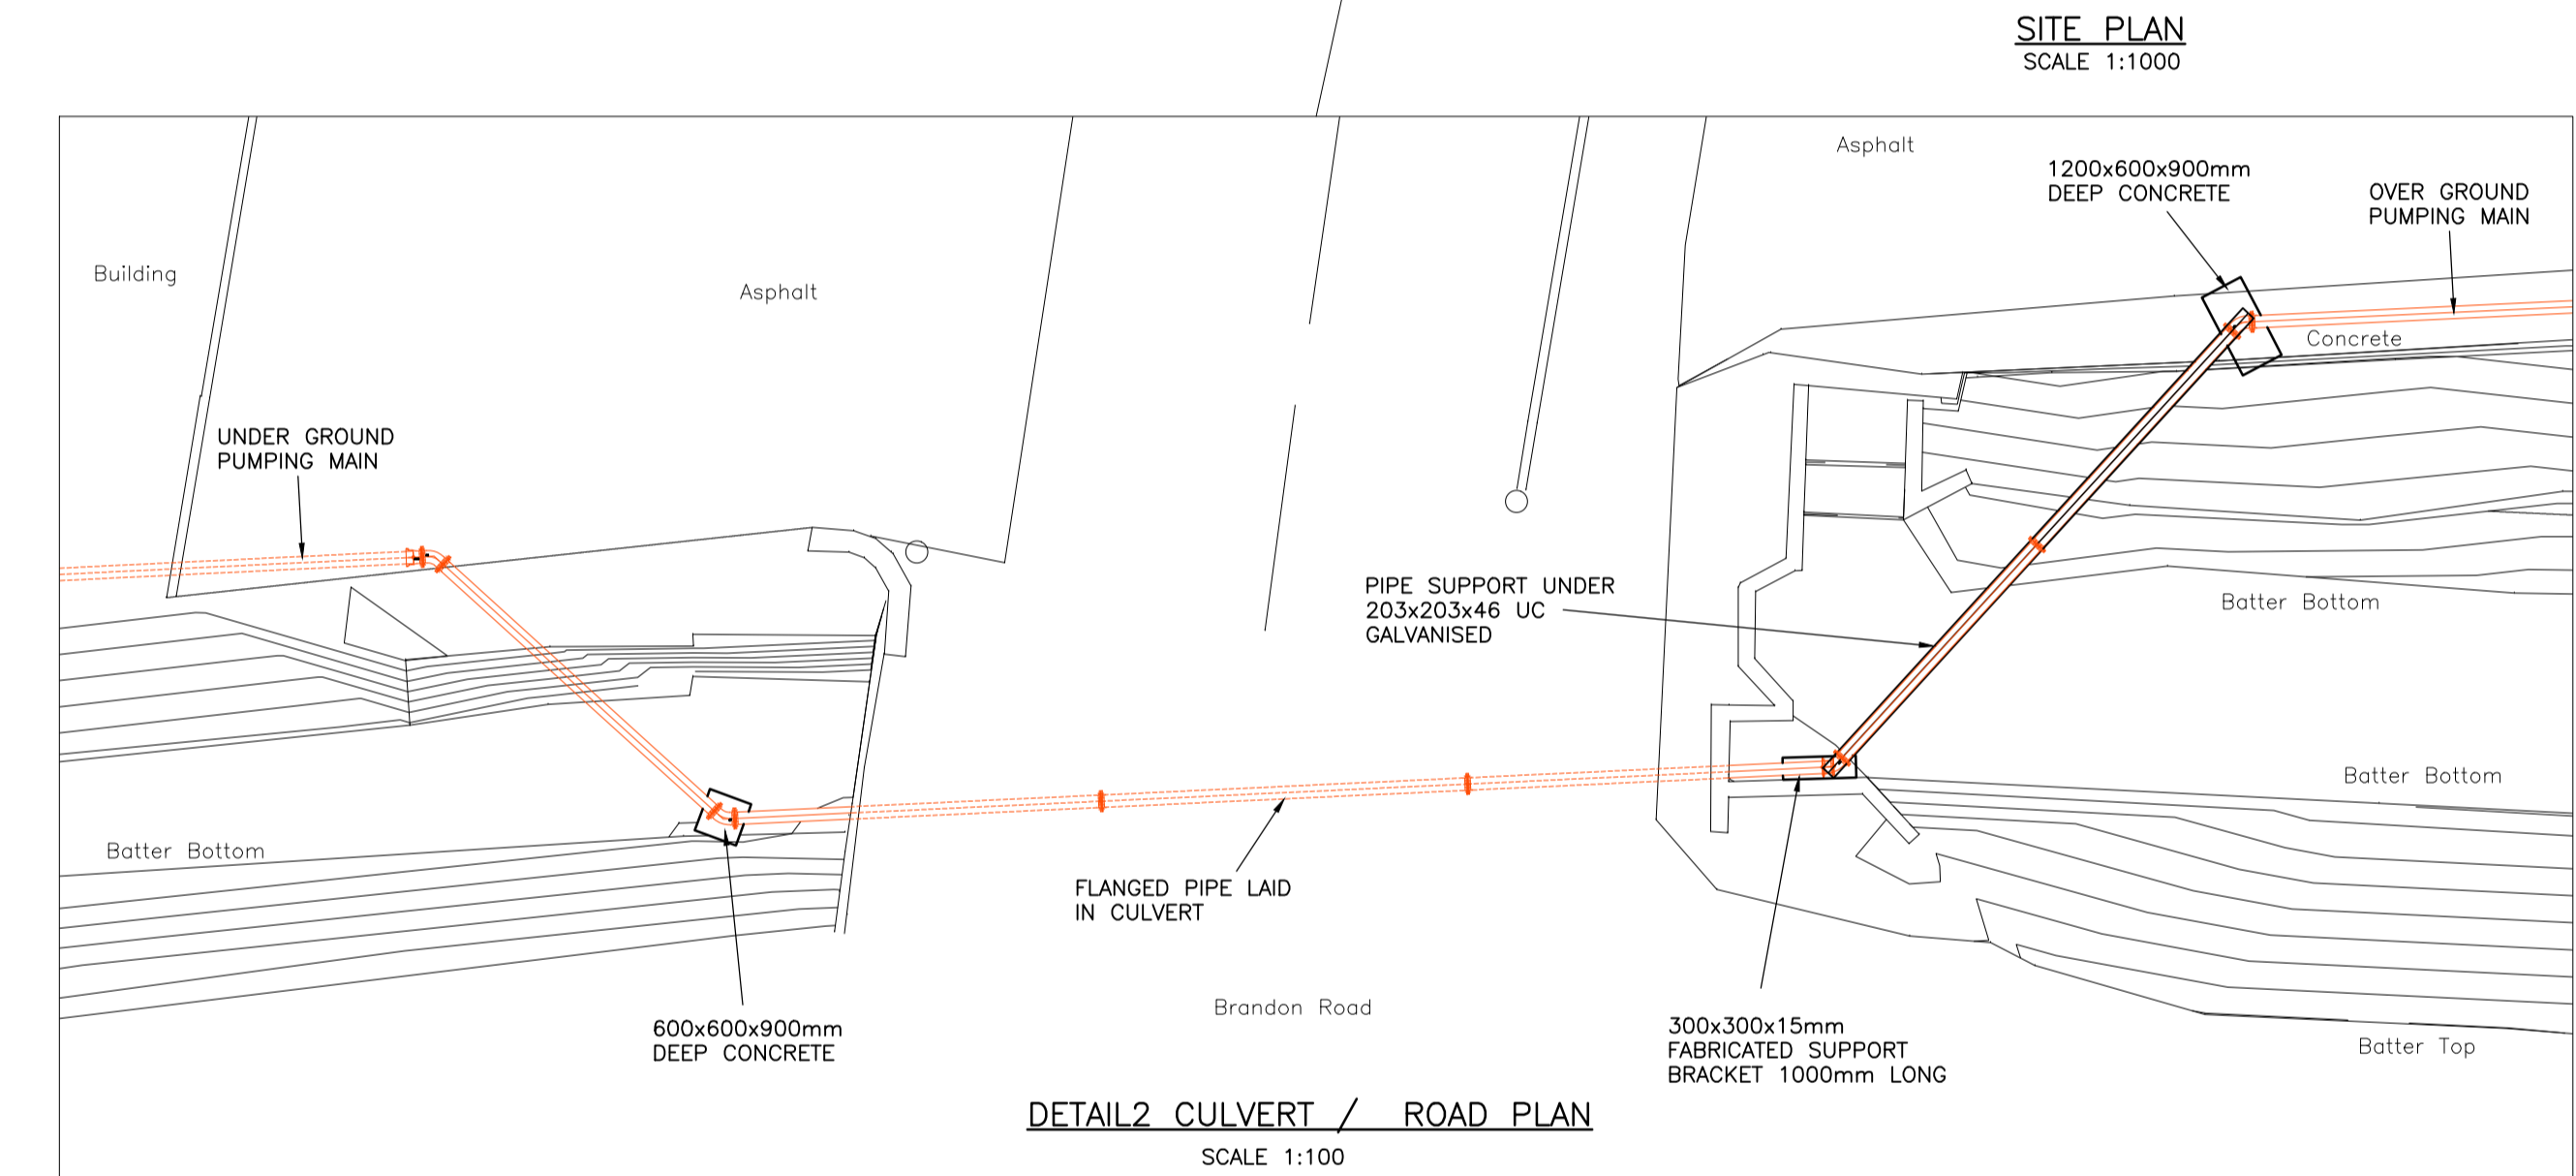 SITE PLAN
SCALE 1:1000
Asphalt
1200x600x900mm
DEEP CONCRETE
OVER GROUND
PUMPING MAIN
Building
Asphalt
Concrete
UNDER GROUND
PUMPING MAIN
PIPE SUPPORT UNDER
203x203x46 UC
GALVANISED
Batter Bottom
Batter Bottom
Batter Bottom
FLANGED PIPE LAID
IN CULVERT
Brandon Road
600x600x900mm
DEEP CONCRETE
300x300x15mm
FABRICATED SUPPORT
BRACKET 1000mm LONG
Batter Top
DETAIL2 CULVERT / ROAD PLAN
SCALE 1:100